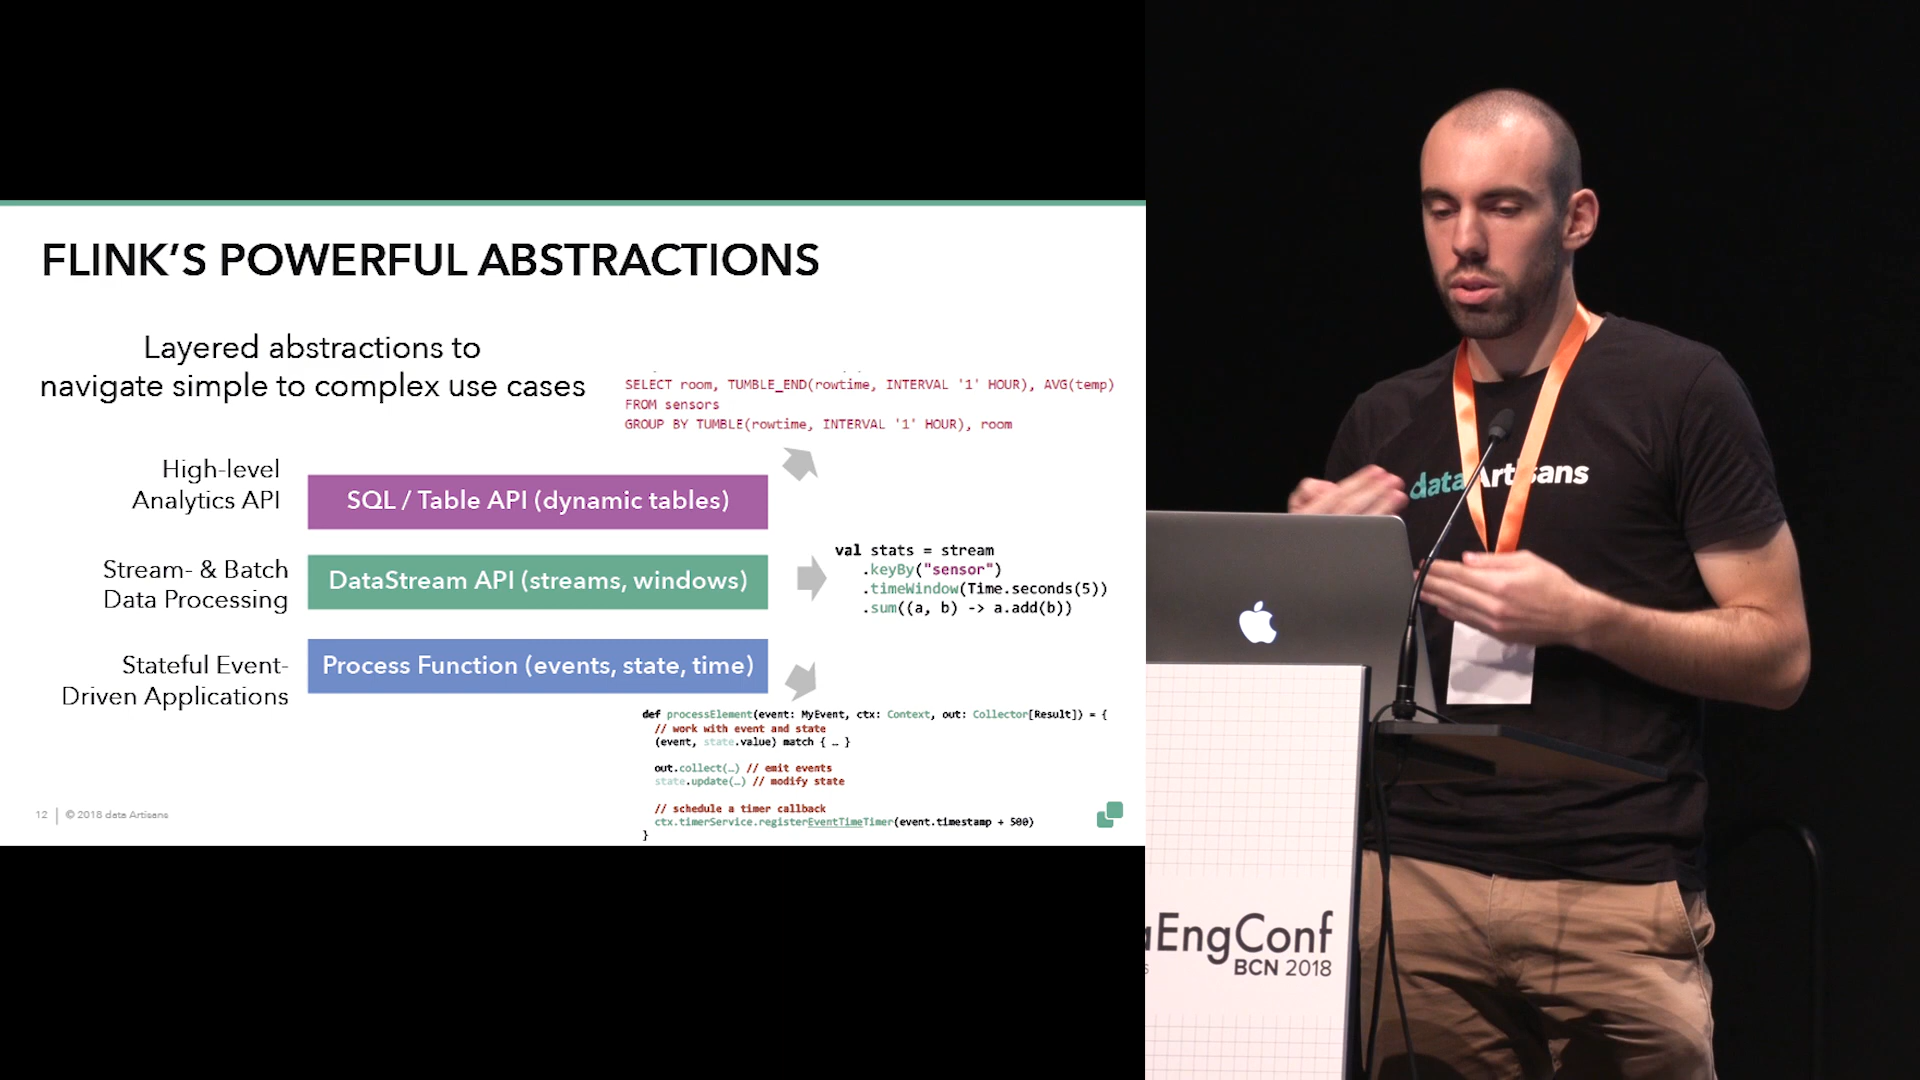 FLINK'S POWERFUL ABSTRACTIONS
Layered abstractions to
navigate simple to complex use cases
SELECT room, TUMBLE_END(rowtime, INTERVAL '1' HOUR), AVG(temp)
FROM sensors
GROUP BY TUMBLE(rowtime, INTERVAL '1' HOUR), room
High-level
Analytics API
SQL / Table API (dynamic tables)
Stream- & Batch
Data Processing
DataStream API (streams, windows)
val stats = stream
.keyBy("sensor")
.timeWindow(Time.seconds(5))
.sum((a, b) -> a.add(b))
Stateful Event-
Driven Applications
Process Function (events, state, time)
def processElement(event: MyEvent, ctx: Context, out: Collector[Result]) = {
// work with event and state
(event, state.value) match { … }
out.collect(…) // emit events
state.update(…) // modify state
// schedule a timer callback
ctx.timerService.registerEventTimeTimer(event.timestamp + 500)
}
12 | © 2018 data Artisans
dataArtisans
aEngConf
BCN 2018